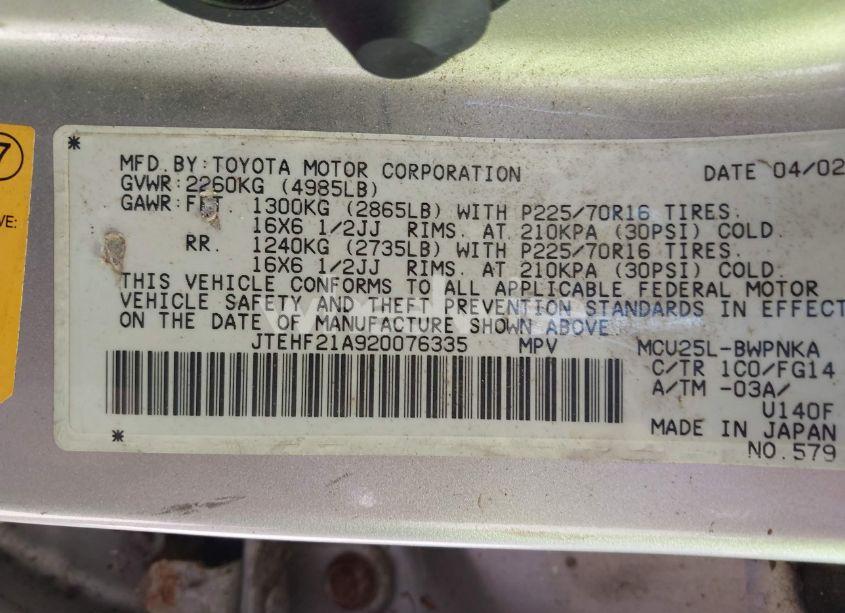 7
VE:
*
MFD. BY: TOYOTA MOTOR CORPORATION DATE 04/02
GVWR: 2260KG (4985LB)
GAWR: FRT. 1300KG (2865LB) WITH P225/70R16 TIRES.
16X6 1/2JJ RIMS. AT 210KPA (30PSI) COLD.
RR. 1240KG (2735LB) WITH P225/70R16 TIRES.
16X6 1/2JJ RIMS. AT 210KPA (30PSI) COLD.
THIS VEHICLE CONFORMS TO ALL APPLICABLE FEDERAL MOTOR
VEHICLE SAFETY AND THEFT PREVENTION STANDARDS IN EFFECT
ON THE DATE OF MANUFACTURE SHOWN ABOVE
JTEHF21A920076335 MPV MCU25L-BWPNKA
C/TR 1C0/FG14
A/TM -03A/
U140F
MADE IN JAPAN
* NO.579